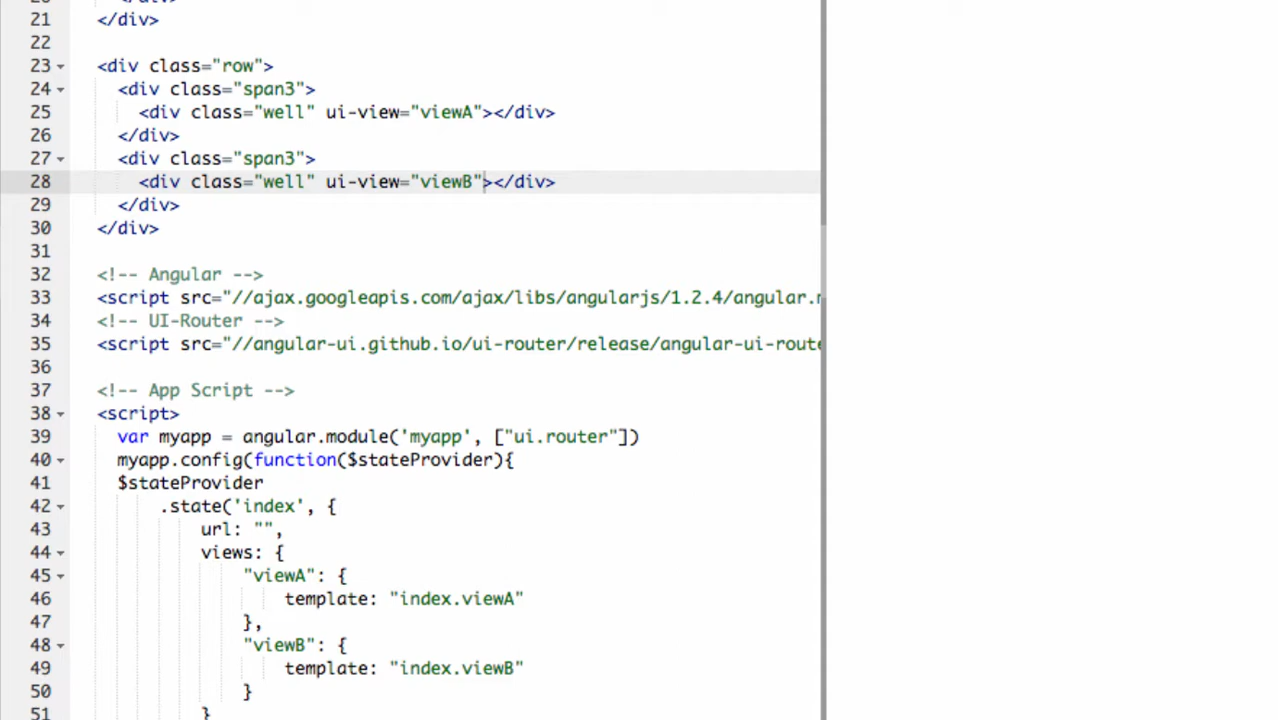 20 </div>
21 </div>
22
23 <div class="row">
24 <div class="span3">
25 <div class="well" ui-view="viewA"></div>
26 </div>
27 <div class="span3">
28 <div class="well" ui-view="viewB"></div>
29 </div>
30 </div>
31
32 <!-- Angular -->
33 <script src="//ajax.googleapis.com/ajax/libs/angularjs/1.2.4/angular.m
34 <!-- UI-Router -->
35 <script src="//angular-ui.github.io/ui-router/release/angular-ui-route
36
37 <!-- App Script -->
38 <script>
39 var myapp = angular.module('myapp', ["ui.router"])
40 myapp.config(function($stateProvider){
41 $stateProvider
42 .state('index', {
43 url: "",
44 views: {
45 "viewA": {
46 template: "index.viewA"
47 },
48 "viewB": {
49 template: "index.viewB"
50 }
51 }